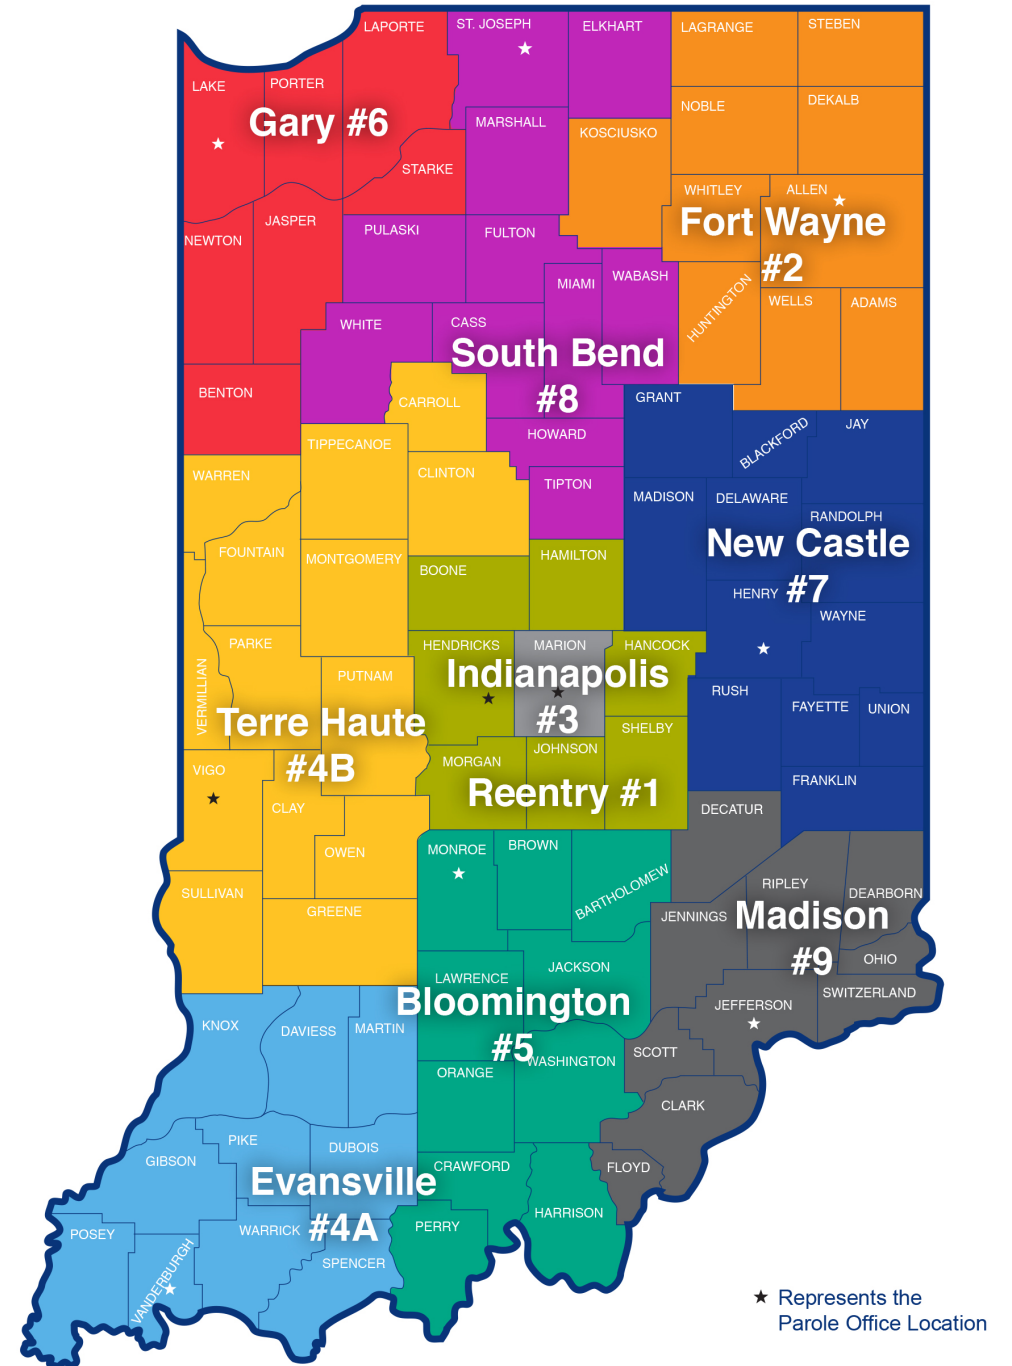 LAPORTE
ST. JOSEPH
ELKHART
LAGRANGE
STEBEN
LAKE
PORTER
NOBLE
DEKALB
Gary #6
MARSHALL
KOSCIUSKO
STARKE
WHITLEY
ALLEN
JASPER
NEWTON
PULASKI
FULTON
Fort Wayne
#2
MIAMI
WABASH
HUNTINGTON
WELLS
ADAMS
WHITE
CASS
South Bend
#8
BENTON
CARROLL
GRANT
TIPPECANOE
HOWARD
BLACKFORD
JAY
WARREN
CLINTON
TIPTON
MADISON
DELAWARE
RANDOLPH
New Castle
#7
FOUNTAIN
MONTGOMERY
BOONE
HAMILTON
HENRY
WAYNE
PARKE
HENDRICKS
MARION
HANCOCK
Indianapolis
#3
VERMILLIAN
PUTNAM
RUSH
FAYETTE
UNION
Terre Haute
#4B
SHELBY
MORGAN
JOHNSON
VIGO
FRANKLIN
Reentry #1
CLAY
DECATUR
OWEN
MONROE
BROWN
BARTHOLOMEW
SULLIVAN
GREENE
RIPLEY
DEARBORN
JENNINGS
Madison
#9
OHIO
LAWRENCE
JACKSON
SWITZERLAND
Bloomington
#5
JEFFERSON
KNOX
DAVIESS
MARTIN
SCOTT
ORANGE
WASHINGTON
CLARK
PIKE
DUBOIS
GIBSON
CRAWFORD
FLOYD
Evansville
#4A
HARRISON
POSEY
WARRICK
PERRY
VANDERBURGH
SPENCER
★ Represents the
Parole Office Location